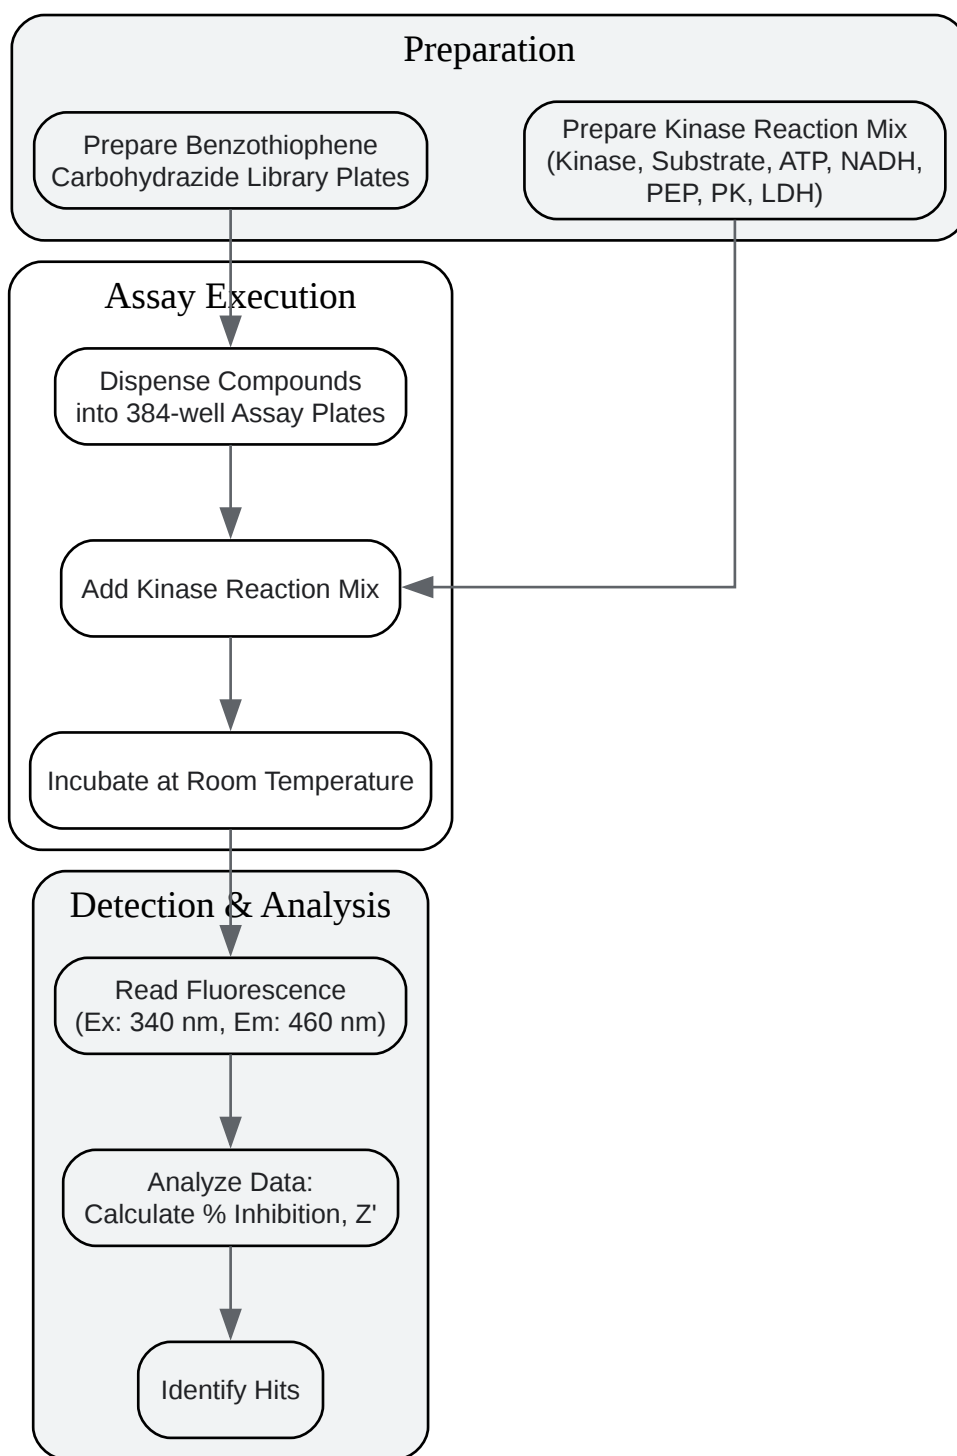 Preparation
Prepare Benzothiophene
Carbohydrazide Library Plates
Prepare Kinase Reaction Mix
(Kinase, Substrate, ATP, NADH,
PEP, PK, LDH)
Assay Execution
Dispense Compounds
into 384-well Assay Plates
Add Kinase Reaction Mix
Incubate at Room Temperature
Detection & Analysis
Read Fluorescence
(Ex: 340 nm, Em: 460 nm)
Analyze Data:
Calculate % Inhibition, Z'
Identify Hits